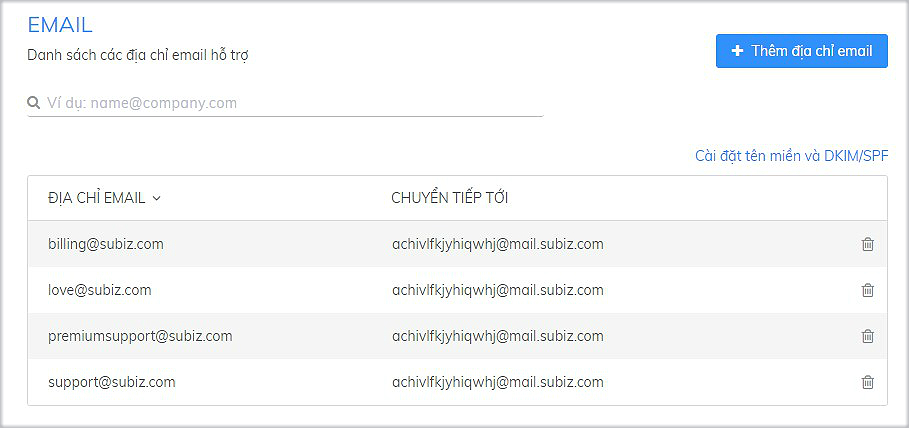 EMAIL
Danh sách các địa chỉ email hỗ trợ
Thêm địa chỉ email
Ví dụ: name@company.com
Cài đặt tên miền và DKIM/SPF
ĐỊA CHỈ EMAIL CHUYỂN TIẾP TỚI
billing@subiz.com achivlfkjyhiqwhj@mail.subiz.com
love@subiz.com achivlfkjyhiqwhj@mail.subiz.com
premiumsupport@subiz.com achivlfkjyhiqwhj@mail.subiz.com
support@subiz.com achivlfkjyhiqwhj@mail.subiz.com